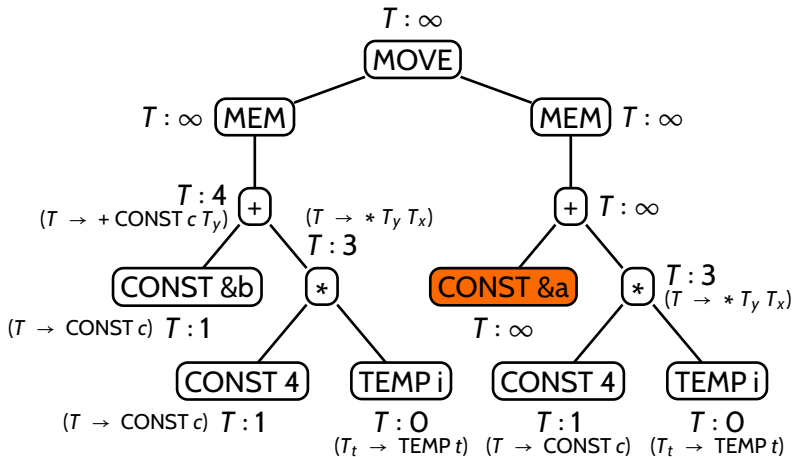 T : ∞
MOVE
T : ∞ MEM MEM T : ∞
T : 4
(T → + CONST c T_y) + (T → * T_y T_x) + T : ∞
T : 3
CONST &b * CONST &a * T : 3
(T → * T_y T_x)
(T → CONST c) T : 1 T : ∞
CONST 4 TEMP i CONST 4 TEMP i
(T → CONST c) T : 1 T : 0 T : 1 T : 0
(T_t → TEMP t) (T → CONST c) (T_t → TEMP t)